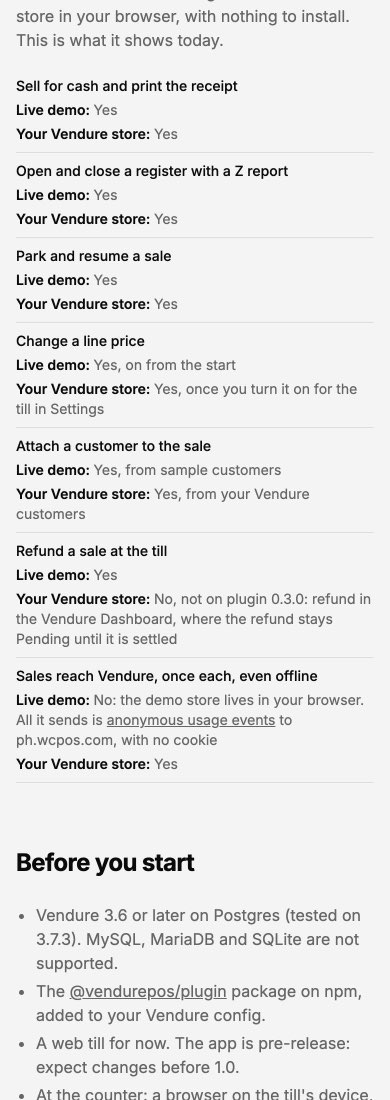 store in your browser, with nothing to install.
This is what it shows today.
Sell for cash and print the receipt
Live demo: Yes
Your Vendure store: Yes
Open and close a register with a Z report
Live demo: Yes
Your Vendure store: Yes
Park and resume a sale
Live demo: Yes
Your Vendure store: Yes
Change a line price
Live demo: Yes, on from the start
Your Vendure store: Yes, once you turn it on for the
till in Settings
Attach a customer to the sale
Live demo: Yes, from sample customers
Your Vendure store: Yes, from your Vendure
customers
Refund a sale at the till
Live demo: Yes
Your Vendure store: No, not on plugin 0.3.0: refund in
the Vendure Dashboard, where the refund stays
Pending until it is settled
Sales reach Vendure, once each, even offline
Live demo: No: the demo store lives in your browser.
All it sends is anonymous usage events to
ph.wcpos.com, with no cookie
Your Vendure store: Yes
Before you start
• Vendure 3.6 or later on Postgres (tested on
3.7.3). MySQL, MariaDB and SQLite are not
supported.
• The @vendurepos/plugin package on npm,
added to your Vendure config.
• A web till for now. The app is pre-release:
expect changes before 1.0.
• At the counter: a browser on the till's device,